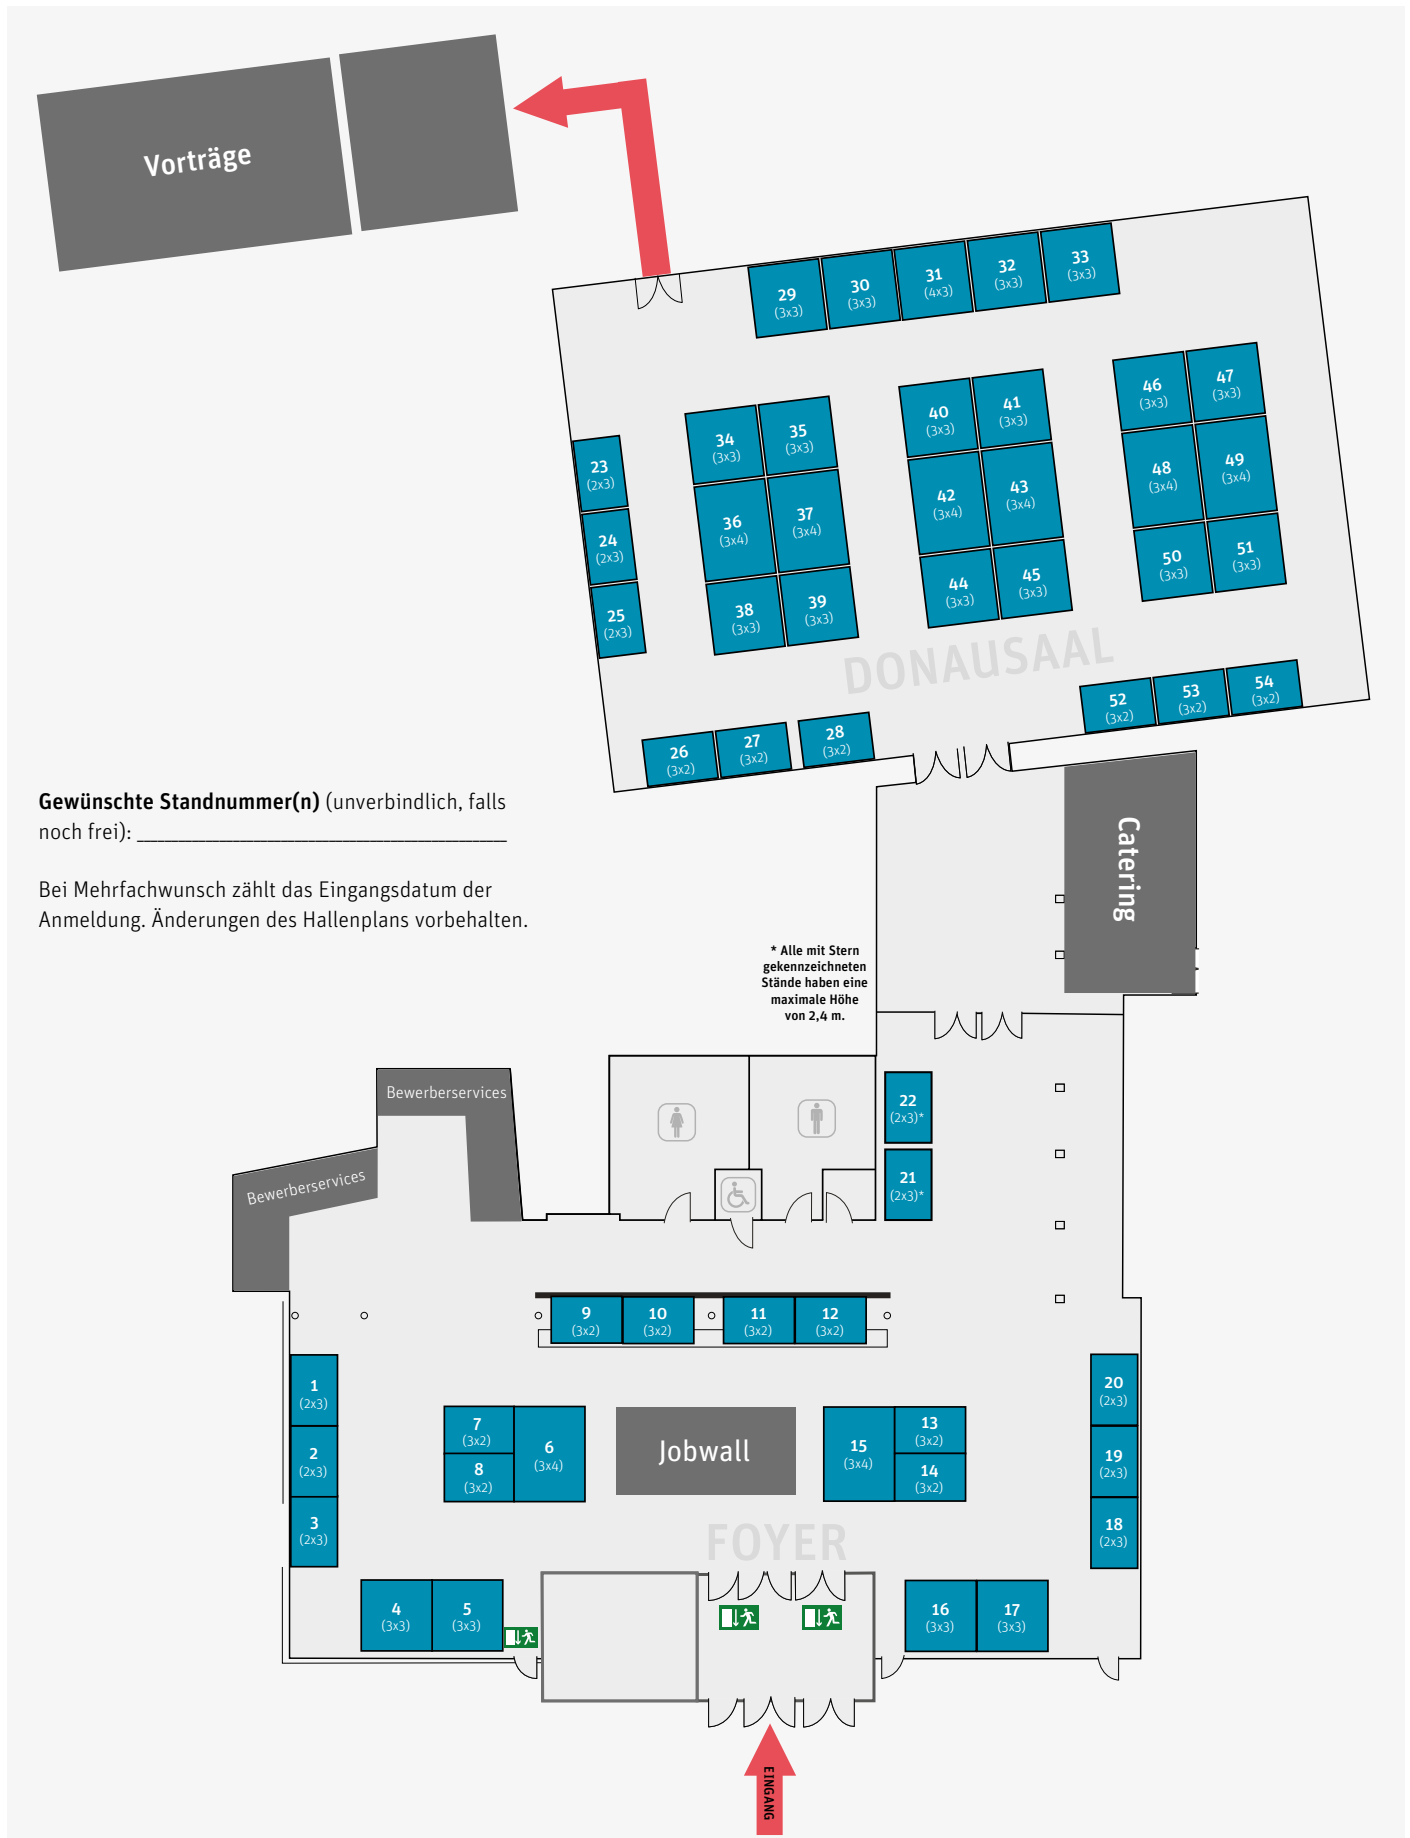 Vorträge
29
(3x3)
30
(3x3)
31
(4x3)
32
(3x3)
33
(3x3)
34
(3x3)
35
(3x3)
40
(3x3)
41
(3x3)
46
(3x3)
47
(3x3)
23
(2x3)
36
(3x4)
37
(3x4)
42
(3x4)
43
(3x4)
48
(3x4)
49
(3x4)
24
(2x3)
38
(3x3)
39
(3x3)
44
(3x3)
45
(3x3)
50
(3x3)
51
(3x3)
25
(2x3)
DONAUSAAL
26
(3x2)
27
(3x2)
28
(3x2)
52
(3x2)
53
(3x2)
54
(3x2)
Gewünschte Standnummer(n) (unverbindlich, falls
noch frei): ____________________________________
Bei Mehrfachwunsch zählt das Eingangsdatum der
Anmeldung. Änderungen des Hallenplans vorbehalten.
Catering
* Alle mit Stern
gekennzeichneten
Stände haben eine
maximale Höhe
von 2,4 m.
Bewerberservices
Bewerberservices
22
(2x3)*
21
(2x3)*
9
(3x2)
10
(3x2)
11
(3x2)
12
(3x2)
1
(2x3)
2
(2x3)
3
(2x3)
7
(3x2)
8
(3x2)
6
(3x4)
Jobwall
15
(3x4)
13
(3x2)
14
(3x2)
20
(2x3)
19
(2x3)
18
(2x3)
FOYER
4
(3x3)
5
(3x3)
16
(3x3)
17
(3x3)
EINGANG